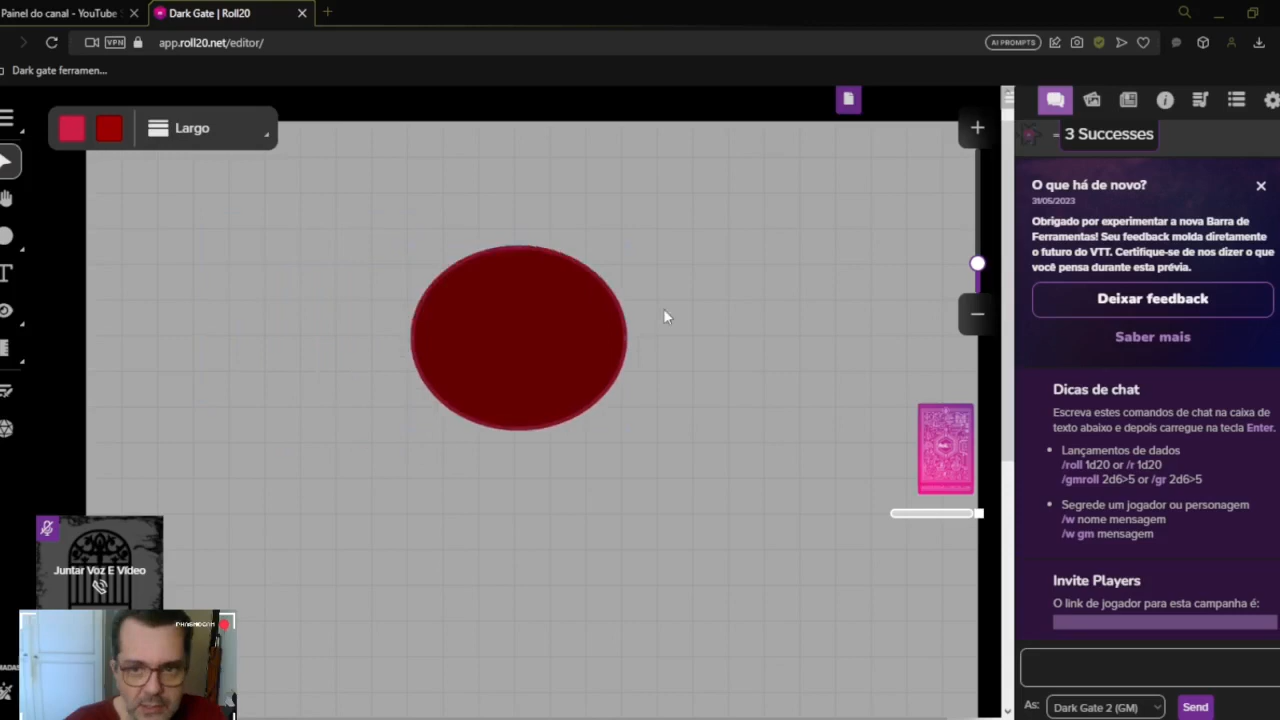 Painel do canal - YouTube
Dark Gate | Roll20
VPN
app.roll20.net/editor/
AI PROMPTS
Dark gate ferramen...
Largo
= 3 Successes
O que há de novo?
31/05/2023
Obrigado por experimentar a nova Barra de
Ferramentas! Seu feedback molda diretamente
o futuro do VTT. Certifique-se de nos dizer o que
você pensa durante esta prévia.
Deixar feedback
Saber mais
Dicas de chat
Escreva estes comandos de chat na caixa de
texto abaixo e depois carregue na tecla Enter.
Lançamentos de dados
/roll 1d20 or /r 1d20
/gmroll 2d6>5 or /gr 2d6>5
Segrede um jogador ou personagem
/w nome mensagem
/w gm mensagem
Invite Players
O link de jogador para esta campanha é:
Juntar Voz E Vídeo
As:
Dark Gate 2 (GM)
Send